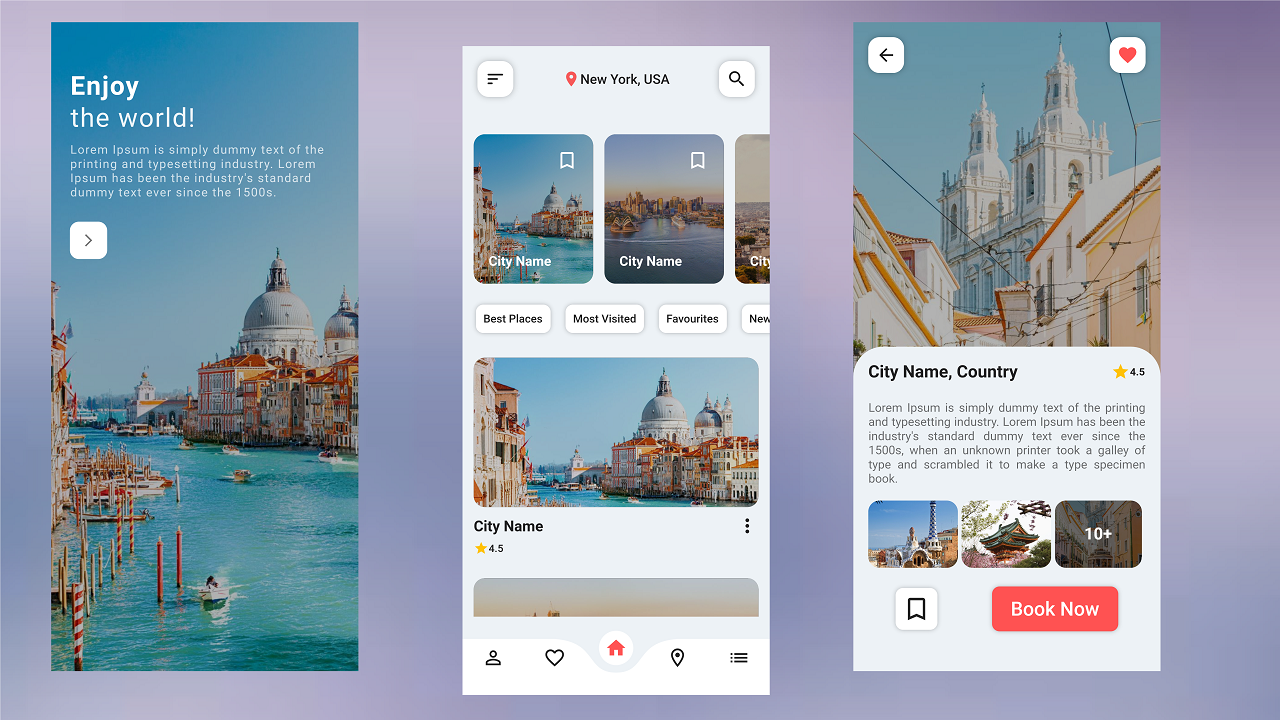 Enjoy
the world!
Lorem Ipsum is simply dummy text of the
printing and typesetting industry. Lorem
Ipsum has been the industry's standard
dummy text ever since the 1500s.
New York, USA
City Name
City Name
City
Best Places
Most Visited
Favourites
New
City Name
4.5
City Name, Country
4.5
Lorem Ipsum is simply dummy text of the printing
and typesetting industry. Lorem Ipsum has been the
industry's standard dummy text ever since the
1500s, when an unknown printer took a galley of
type and scrambled it to make a type specimen
book.
10+
Book Now